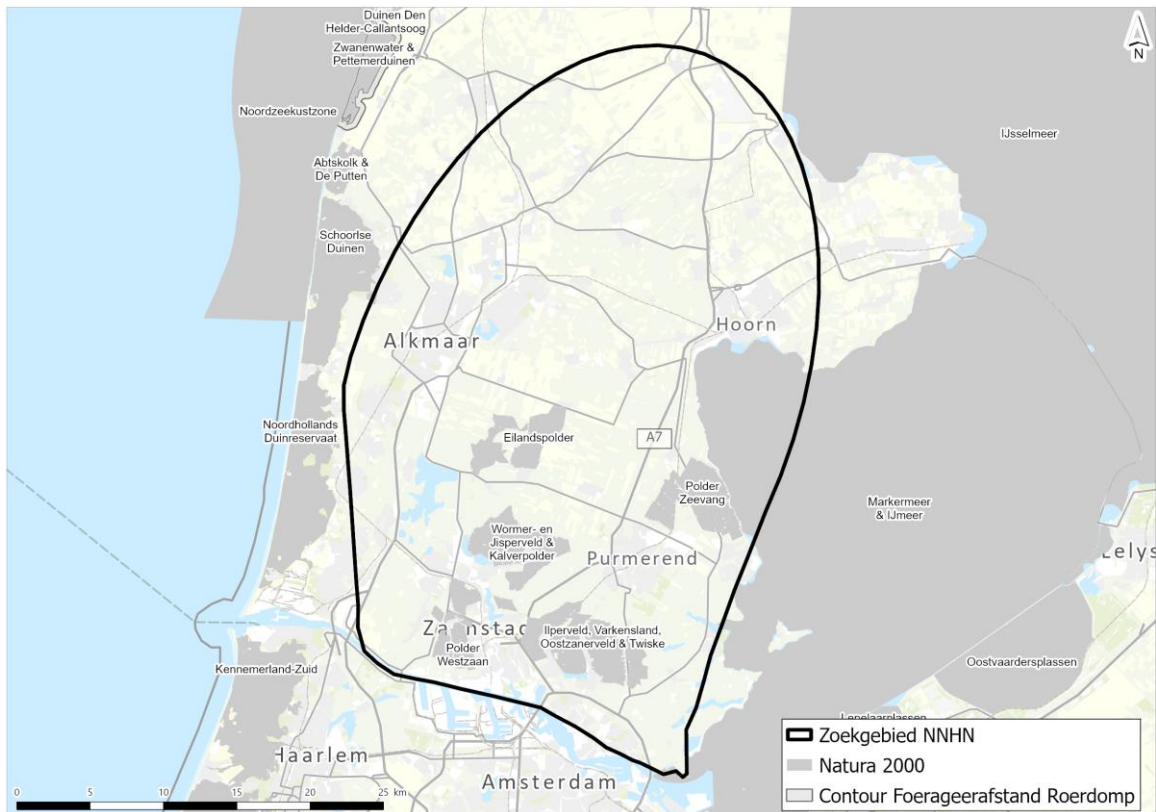 Duinen Den
Helder-Callantsoog
Zwanenwater &
Pettemerduinen
N
Noordzeekustzone
IJsselmeer
Abtskolk &
De Putten
Schoorlse
Duinen
Hoorn
Alkmaar
Noordhollands
Duinreservaat
Eilandspolder
A7
Polder
Zeevang
Markermeer
& IJmeer
Wormer- en
Jisperveld &
Kalverpolder
Purmerend
Lelys
Ilperveld, Varkensland,
Oostzanerveld & Twiske
Polder
Westzaan
Kennemerland-Zuid
Oostvaardersplassen
Haarlem
Amsterdam
Zoekgebied NNHN
Natura 2000
Contour Foerageerafstand Roerdomp
0 5 10 15 20 25 km